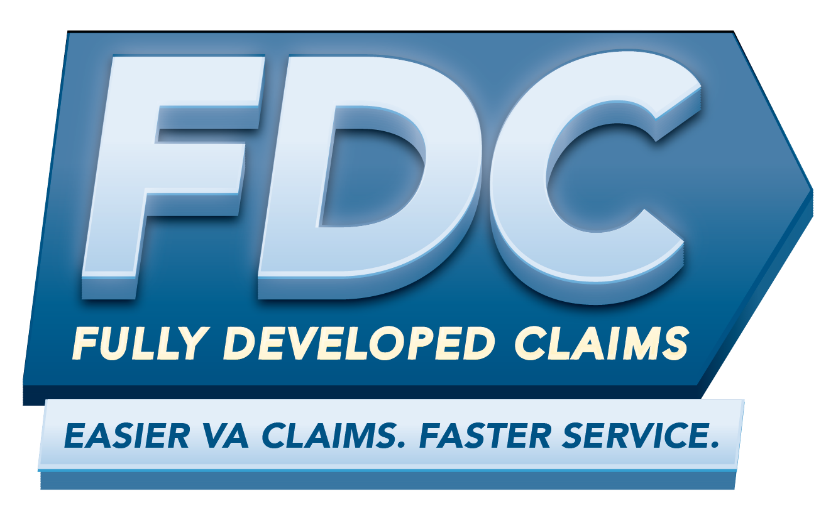 FDC
FULLY DEVELOPED CLAIMS
EASIER VA CLAIMS. FASTER SERVICE.